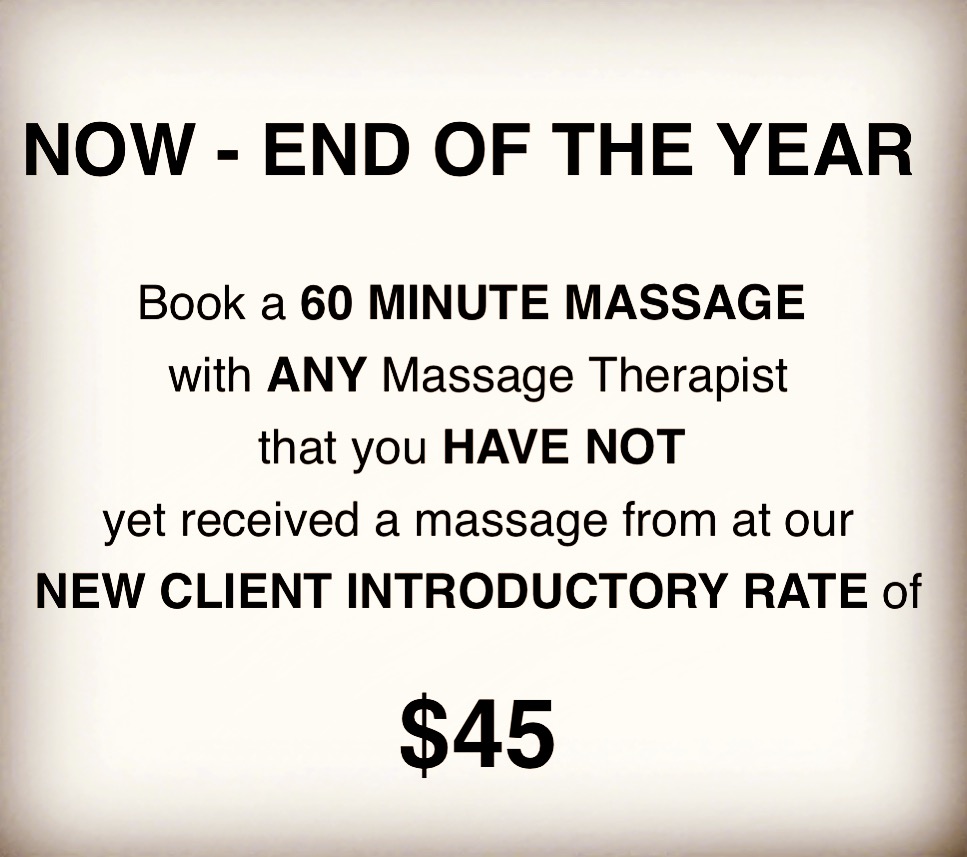 NOW - END OF THE YEAR
Book a 60 MINUTE MASSAGE
with ANY Massage Therapist
that you HAVE NOT
yet received a massage from at our
NEW CLIENT INTRODUCTORY RATE of
$45